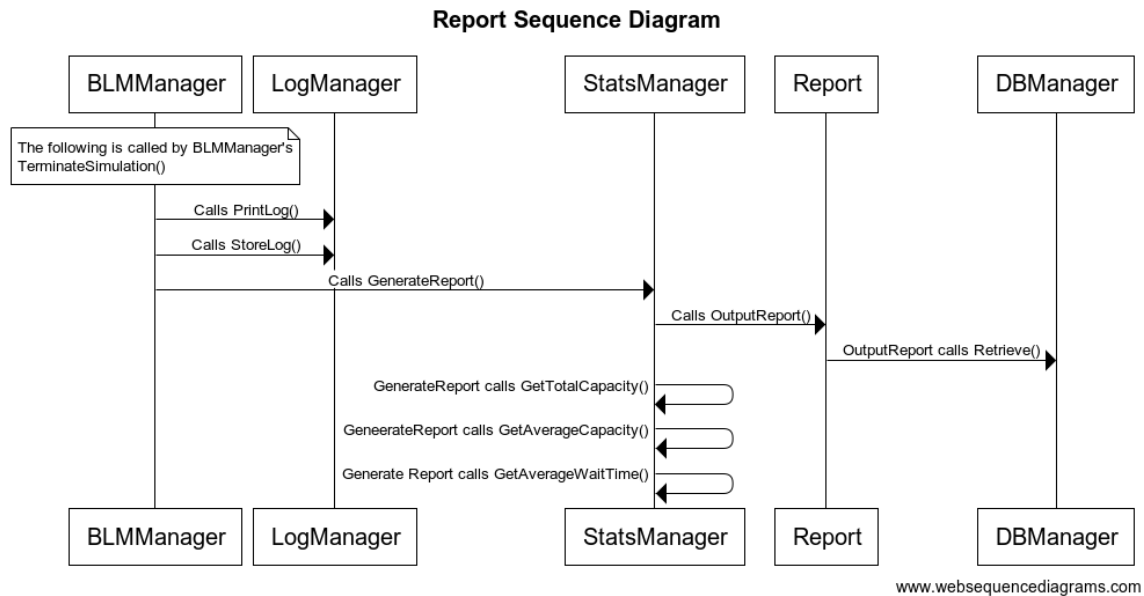 Report Sequence Diagram
BLMManager
LogManager
StatsManager
Report
DBManager
The following is called by BLMManager's
TerminateSimulation()
Calls PrintLog()
Calls StoreLog()
Calls GenerateReport()
Calls OutputReport()
OutputReport calls Retrieve()
GenerateReport calls GetTotalCapacity()
GeneerateReport calls GetAverageCapacity()
Generate Report calls GetAverageWaitTime()
BLMManager
LogManager
StatsManager
Report
DBManager
www.websequencediagrams.com